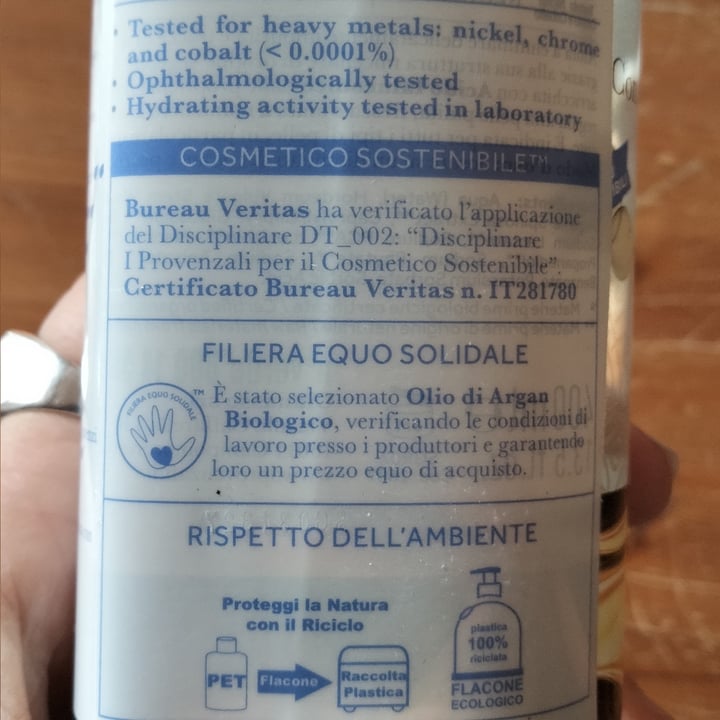 • Tested for heavy metals: nickel, chrome
and cobalt (< 0.0001%)
• Ophthalmologically tested
• Hydrating activity tested in laboratory
COSMETICO SOSTENIBILE™
Bureau Veritas ha verificato l'applicazione
del Disciplinare DT_002: “Disciplinare
I Provenzali per il Cosmetico Sostenibile”.
Certificato Bureau Veritas n. IT281780
FILIERA EQUO SOLIDALE
FILIERA EQUO SOLIDALE ™
È stato selezionato Olio di Argan
Biologico, verificando le condizioni di
lavoro presso i produttori e garantendo
loro un prezzo equo di acquisto.
RISPETTO DELL'AMBIENTE
Proteggi la Natura
con il Riciclo
PET
Flacone
Raccolta
Plastica
plastica
100%
riciclata
FLACONE
ECOLOGICO